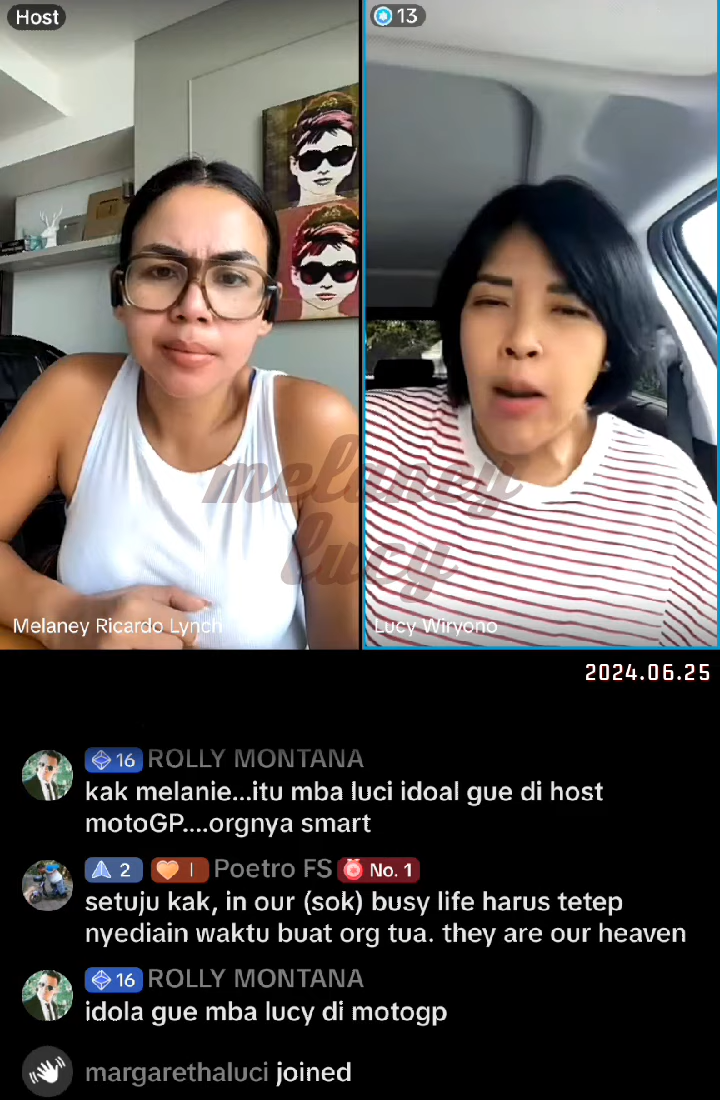 Host
13
melaney
lucy
Melaney Ricardo Lynch
Lucy Wiryono
2024.06.25
16 ROLLY MONTANA
kak melanie...itu mba luci idoal gue di host
motoGP....orgnya smart
2 I Poetro FS No. 1
setuju kak, in our (sok) busy life harus tetep
nyediain waktu buat org tua. they are our heaven
16 ROLLY MONTANA
idola gue mba lucy di motogp
margarethaluci joined